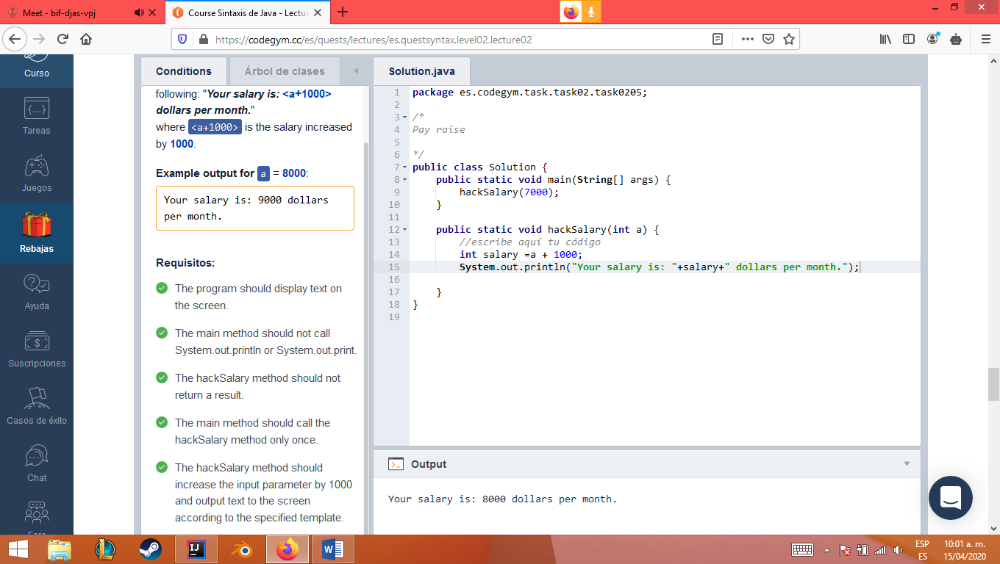 Meet - bif-djas-vpj
Course Sintaxis de Java - Lectur
https://codegym.cc/es/quests/lectures/es.questsyntax.level02.lecture02
Curso
{...}
Tareas
Juegos
Rebajas
Ayuda
Suscripciones
Casos de éxito
Chat
Conditions
Árbol de clases
following: "Your salary is: <a+1000>
dollars per month."
where <a+1000> is the salary increased
by 1000.
Example output for a = 8000:
Your salary is: 9000 dollars
per month.
Requisitos:
The program should display text on
the screen.
The main method should not call
System.out.println or System.out.print.
The hackSalary method should not
return a result.
The main method should call the
hackSalary method only once.
The hackSalary method should
increase the input parameter by 1000
and output text to the screen
according to the specified template.
Solution.java
1 package es.codegym.task.task02.task0205;
2
3 /*
4 Pay raise
5
6 */
7 public class Solution {
8     public static void main(String[] args) {
9         hackSalary(7000);
10     }
11
12     public static void hackSalary(int a) {
13         //escribe aquí tu código
14         int salary =a + 1000;
15         System.out.println("Your salary is: "+salary+" dollars per month.");
16
17     }
18 }
19
Output
Your salary is: 8000 dollars per month.
ESP
ES
10:01 a. m.
15/04/2020